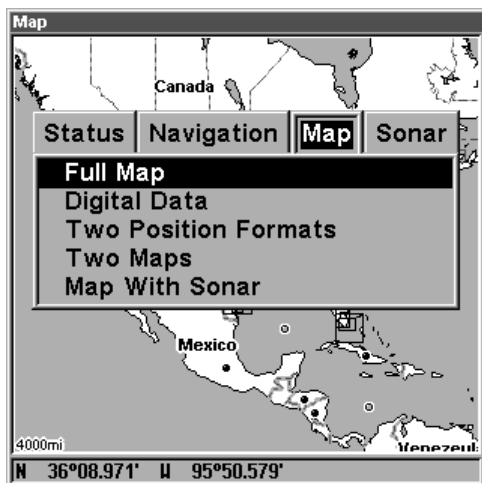 Map
Canada
Status Navigation Map Sonar
Full Map
Digital Data
Two Position Formats
Two Maps
Map With Sonar
Mexico
4000mi
Venezuel
N 36°08.971' W 95°50.579'